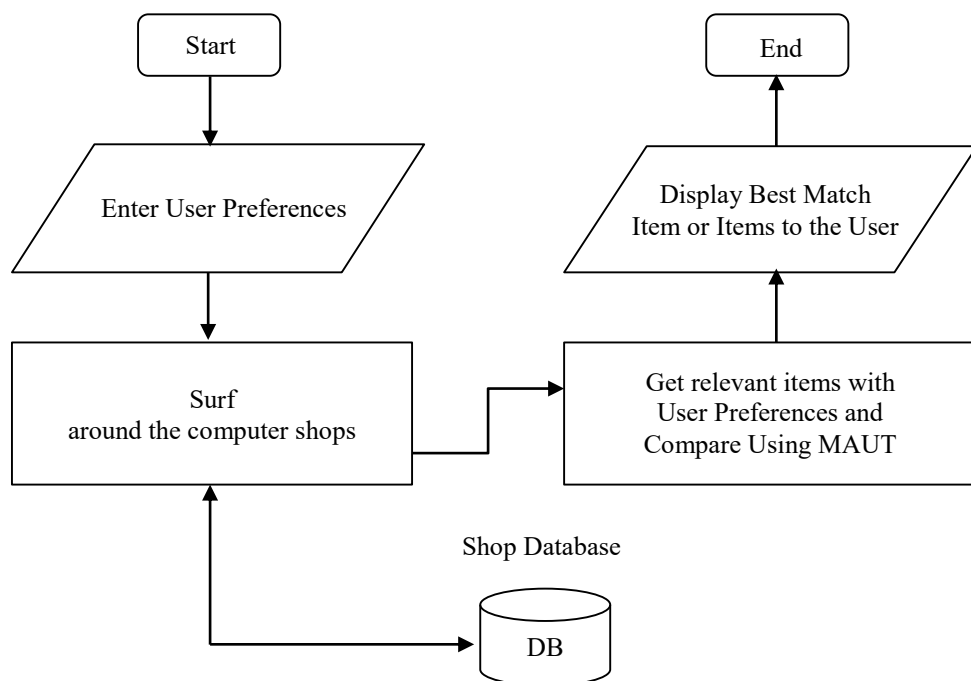 Start
Enter User Preferences
Surf
around the computer shops
Shop Database
DB
Get relevant items with
User Preferences and
Compare Using MAUT
Display Best Match
Item or Items to the User
End